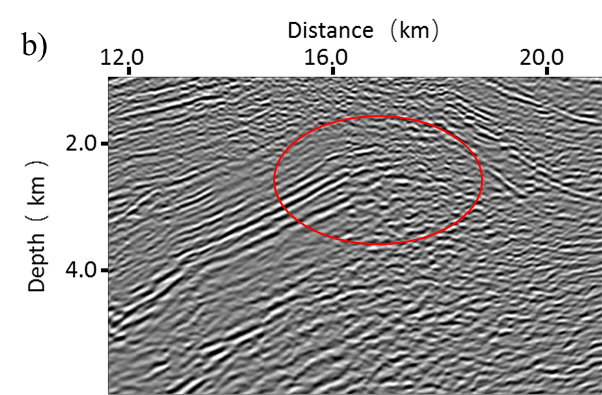 b)
Distance （km）
12.0 16.0 20.0
2.0
4.0
Depth（ km ）